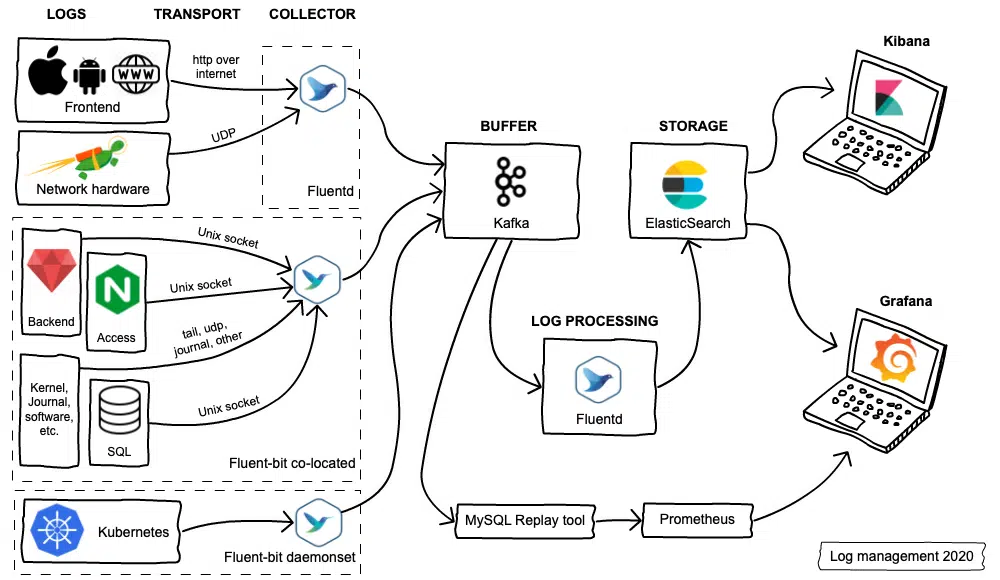 LOGS
TRANSPORT
COLLECTOR
WWW
Frontend
http over
internet
Network hardware
UDP
Fluentd
Backend
Unix socket
Access
Unix socket
tail, udp,
journal, other
Kernel,
Journal,
software,
etc.
SQL
Unix socket
Fluent-bit co-located
Kubernetes
Fluent-bit daemonset
BUFFER
Kafka
LOG PROCESSING
Fluentd
STORAGE
ElasticSearch
Kibana
Grafana
MySQL Replay tool
Prometheus
Log management 2020